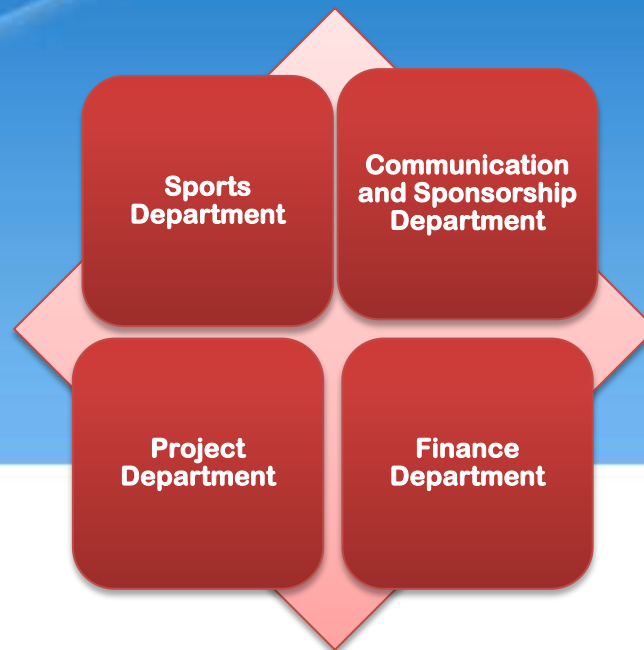 Sports
Department
Communication
and Sponsorship
Department
Project
Department
Finance
Department